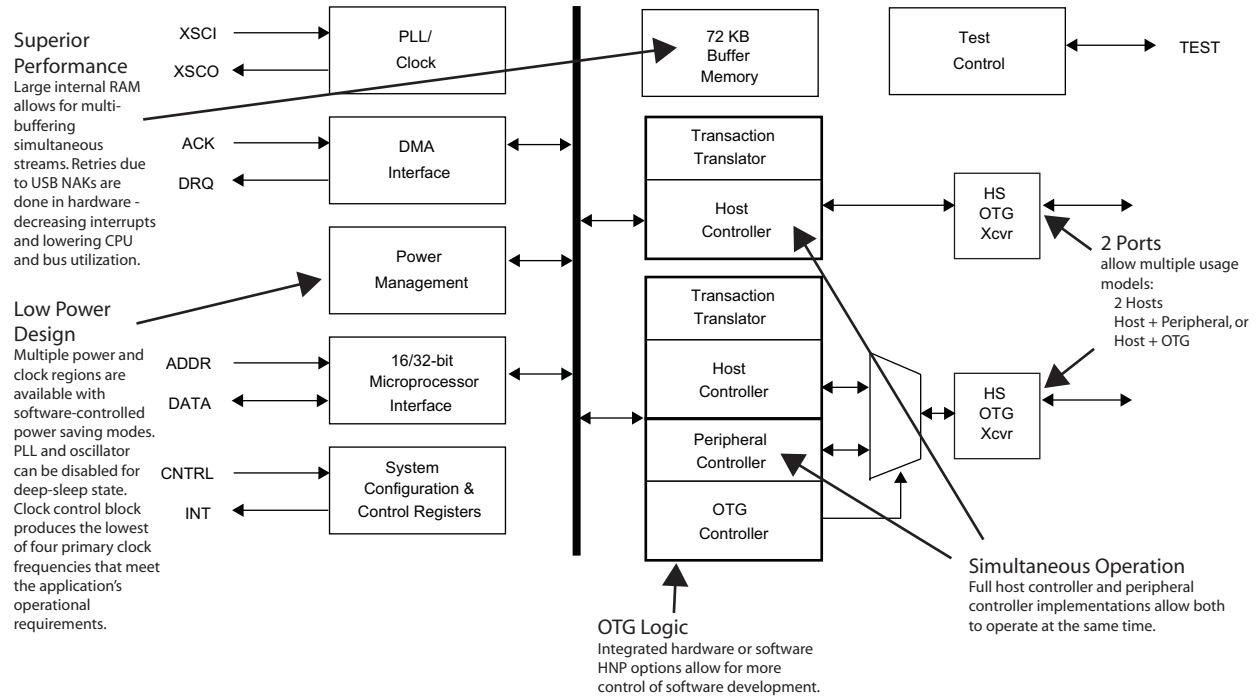 Superior
Performance
Large internal RAM
allows for multi-
buffering
simultaneous
streams. Retries due
to USB NAKs are
done in hardware -
decreasing interrupts
and lowering CPU
and bus utilization.
Low Power
Design
Multiple power and
clock regions are
available with
software-controlled
power saving modes.
PLL and oscillator
can be disabled for
deep-sleep state.
Clock control block
produces the lowest
of four primary clock
frequencies that meet
the application's
operational
requirements.
XSCI
XSCO
PLL/
Clock
ACK
DRQ
DMA
Interface
Power
Management
ADDR
DATA
16/32-bit
Microprocessor
Interface
CNTRL
INT
System
Configuration &
Control Registers
72 KB
Buffer
Memory
Test
Control
TEST
Transaction
Translator
Host
Controller
HS
OTG
Xcvr
2 Ports
allow multiple usage
models:
2 Hosts
Host + Peripheral, or
Host + OTG
Transaction
Translator
Host
Controller
Peripheral
Controller
OTG
Controller
HS
OTG
Xcvr
Simultaneous Operation
Full host controller and peripheral
controller implementations allow both
to operate at the same time.
OTG Logic
Integrated hardware or software
HNP options allow for more
control of software development.